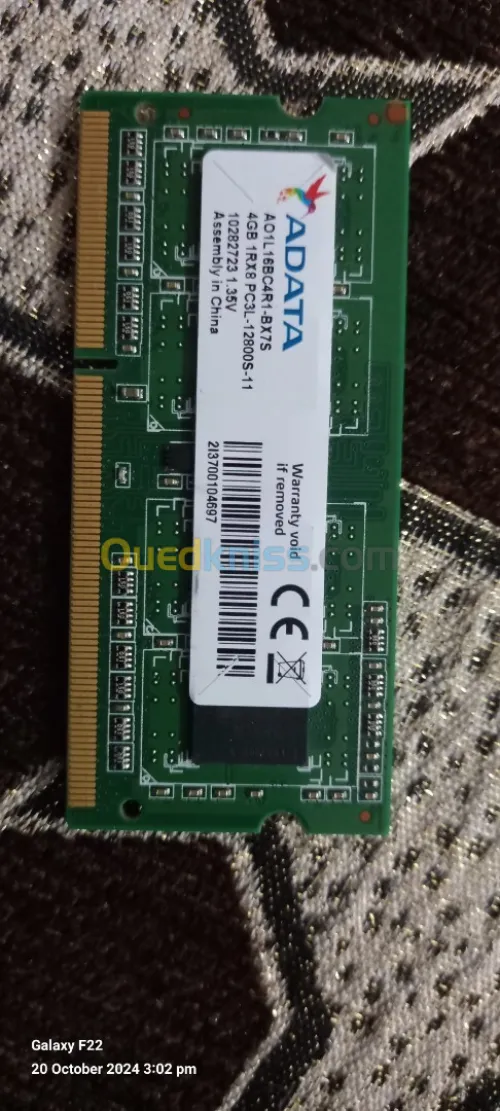 ADATA
AO1L16BC4R1-BX7S
4GB 1RX8 PC3L-12800S-11
10282723 1.35V
Assembly in China
Warranty void
if removed
CE
2I3700104697
Ouedkniss.com
Galaxy F22
20 October 2024 3:02 pm